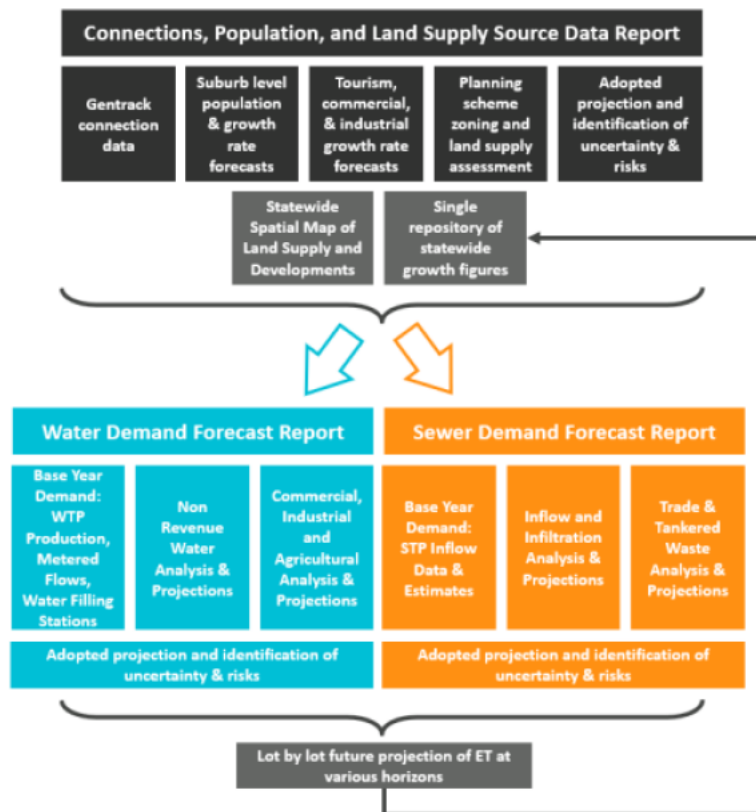 Connections, Population, and Land Supply Source Data Report
Gentrack
connection
data
Suburb level
population
& growth
rate
forecasts
Tourism,
commercial,
& industrial
growth rate
forecasts
Planning
scheme
zoning and
land supply
assessment
Adopted
projection and
identification of
uncertainty &
risks
Statewide
Spatial Map of
Land Supply and
Developments
Single
repository of
statewide
growth figures
Water Demand Forecast Report
Sewer Demand Forecast Report
Base Year
Demand:
WTP
Production,
Metered
Flows,
Water Filling
Stations
Non
Revenue
Water
Analysis &
Projections
Commercial,
Industrial
and
Agricultural
Analysis &
Projections
Base Year
Demand:
STP Inflow
Data &
Estimates
Inflow and
Infiltration
Analysis &
Projections
Trade &
Tankered
Waste
Analysis &
Projections
Adopted projection and identification of
uncertainty & risks
Adopted projection and identification of
uncertainty & risks
Lot by lot future projection of ET at
various horizons